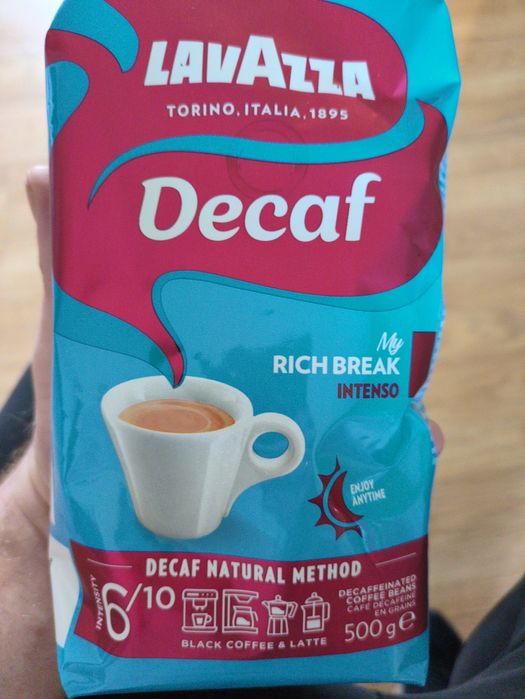 LAVAZZA
TORINO, ITALIA, 1895
Decaf
My
RICH BREAK
INTENSO
ENJOY
ANYTIME
DECAF NATURAL METHOD
INTENSITY
6/10
DECAFFEINATED
COFFEE BEANS
CAFÉ DÉCAFÉINÉ
EN GRAINS
BLACK COFFEE & LATTE
500 g e